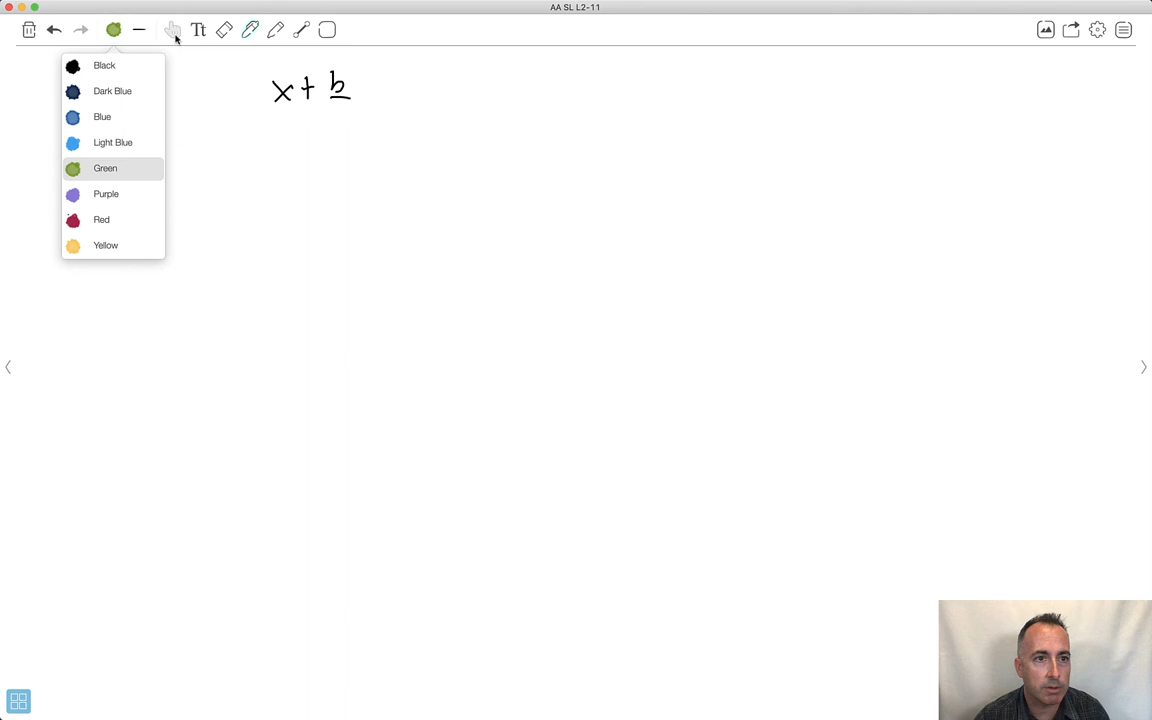 AA SL L2-11
Tt
Black
Dark Blue
Blue
Light Blue
Green
Purple
Red
Yellow
x + b